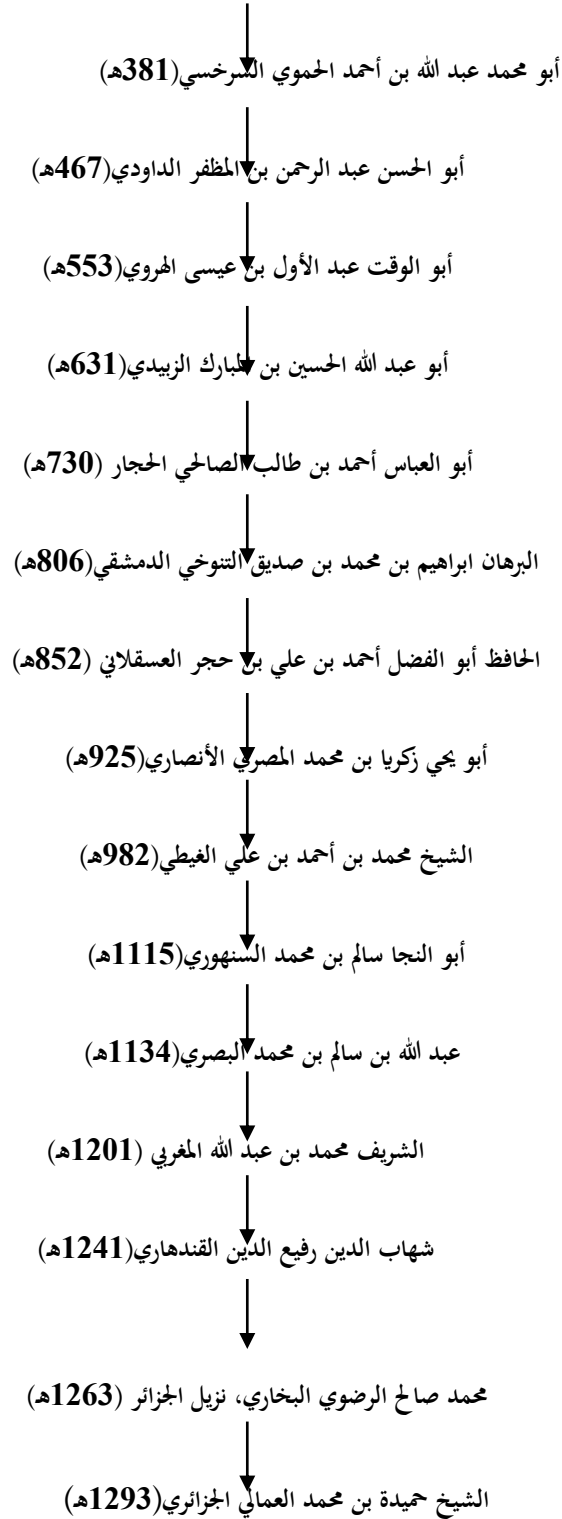 أبو محمد عبد الله بن أحمد الحموي السرخسي(381هـ)
أبو الحسن عبد الرحمن بن المظفر الداودي(467هـ)
أبو الوقت عبد الأول بن عيسى الهروي(553هـ)
أبو عبد الله الحسين بن المبارك الزبيدي(631هـ)
أبو العباس أحمد بن طالب الصالحي الحجار (730هـ)
البرهان ابراهيم بن محمد بن صديق التنوخي الدمشقي(806هـ)
الحافظ أبو الفضل أحمد بن علي بن حجر العسقلاني (852هـ)
أبو يحي زكريا بن محمد المصري الأنصاري(925هـ)
الشيخ محمد بن أحمد بن علي الغيطي(982هـ)
أبو النجا سالم بن محمد السنهوري(1115هـ)
عبد الله بن سالم بن محمد البصري(1134هـ)
الشريف محمد بن عبد الله المغربي (1201هـ)
شهاب الدين رفيع الدين القندهاري(1241هـ)
محمد صالح الرضوي البخاري، نزيل الجزائر (1263هـ)
الشيخ حميدة بن محمد العمالي الجزائري(1293هـ)